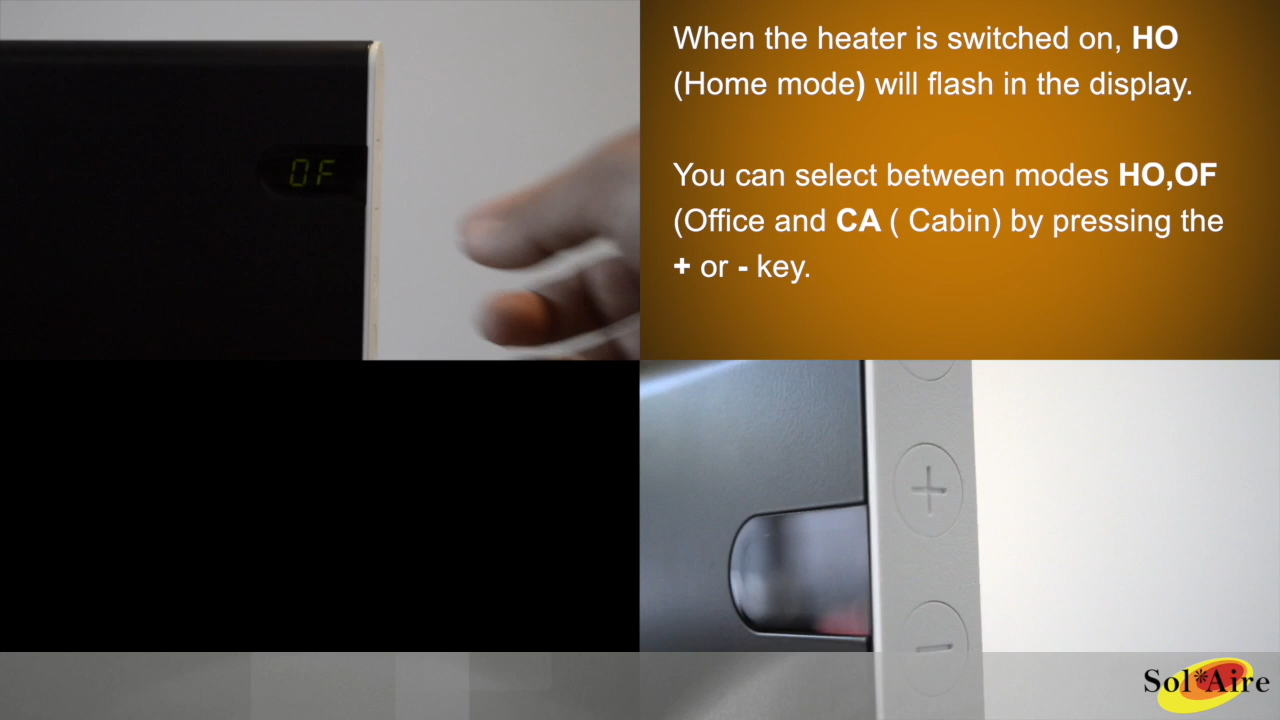 OF
When the heater is switched on, HO
(Home mode) will flash in the display.
You can select between modes HO,OF
(Office and CA ( Cabin) by pressing the
+ or - key.
+
-
Sol*Aire